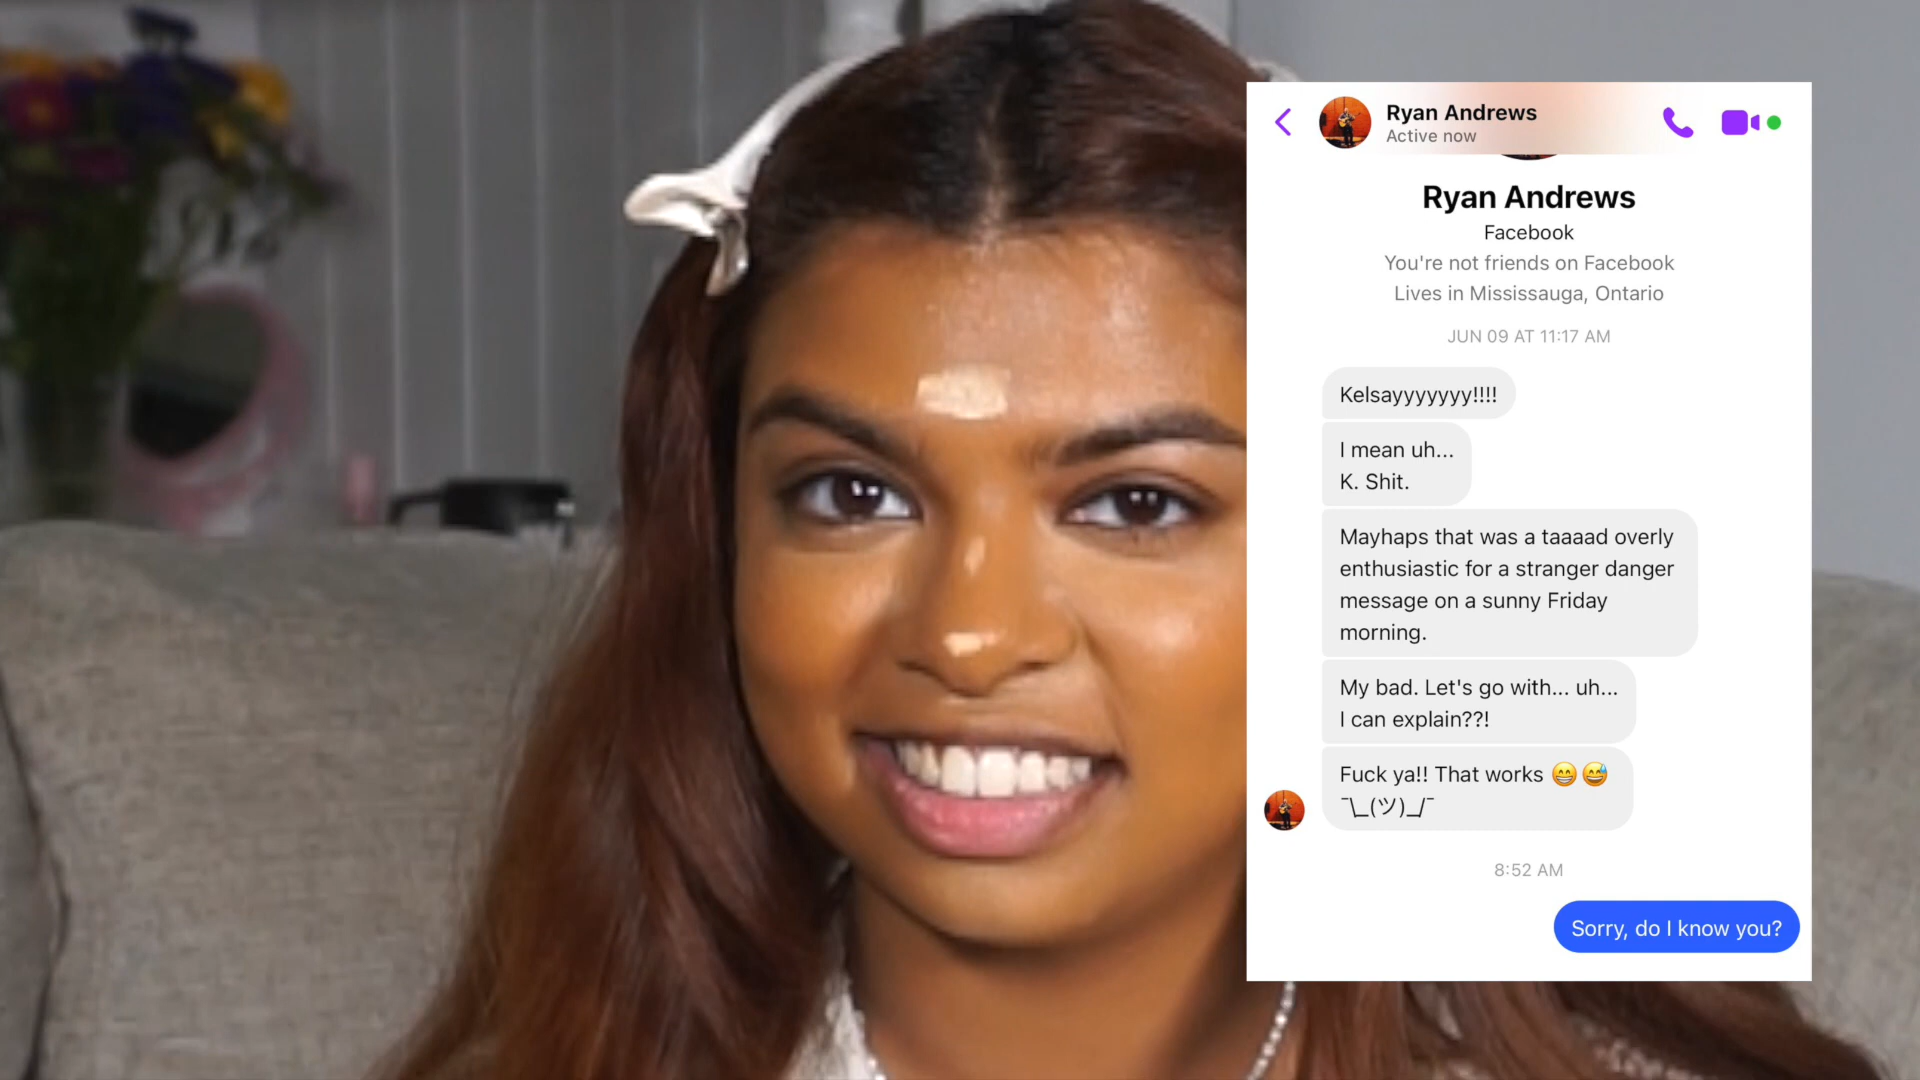 Ryan Andrews
Active now
Ryan Andrews
Facebook
You're not friends on Facebook
Lives in Mississauga, Ontario
JUN 09 AT 11:17 AM
Kelsayyyyyyy!!!!
I mean uh...
K. Shit.
Mayhaps that was a taaaad overly
enthusiastic for a stranger danger
message on a sunny Friday
morning.
My bad. Let's go with... uh...
I can explain??!
Fuck ya!! That works 😁😅
¯\_(ツ)_/¯
8:52 AM
Sorry, do I know you?